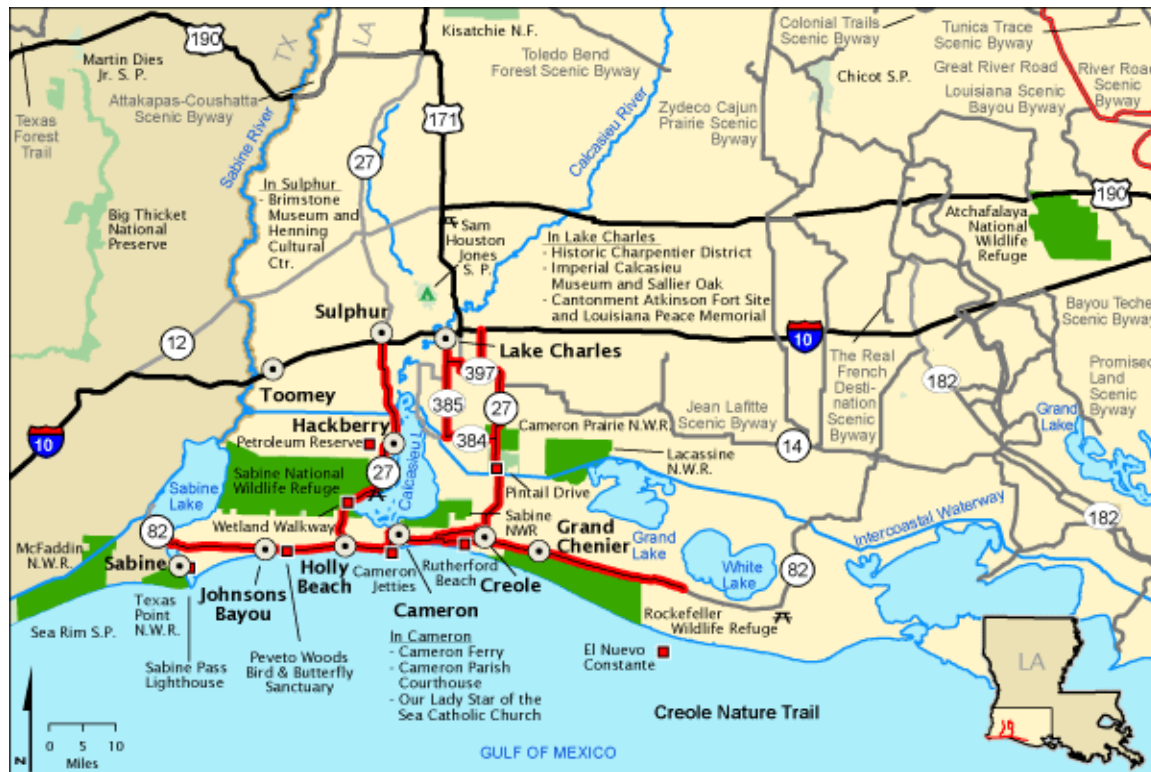 190
TX
LA
Kisatchie N.F.
Colonial Trails
Scenic Byway
Tunica Trace
Scenic Byway
Martin Dies
Jr. S. P.
Toledo Bend
Forest Scenic Byway
Chicot S.P.
Great River Road
River Road
Scenic
Byway
Louisiana Scenic
Bayou Byway
Attakapas-Coushatta
Scenic Byway
Texas
Forest
Trail
171
Zydeco Cajun
Prairie Scenic
Byway
Sabine River
Calcasieu River
27
In Sulphur
- Brimstone
Museum and
Henning
Cultural
Ctr.
190
Big Thicket
National
Preserve
Sam
Houston
Jones
S. P.
In Lake Charles
- Historic Charpentier District
- Imperial Calcasieu
Museum and Sallier Oak
- Cantonment Atkinson Fort Site
and Louisiana Peace Memorial
Atchafalaya
National
Wildlife
Refuge
Sulphur
Bayou Teche
Scenic Byway
12
10
Lake Charles
Toomey
397
The Real
French
Desti-
nation
Scenic
Byway
182
Promised
Land Scenic
Byway
385
27
Jean Lafitte
Scenic Byway
Grand
Lake
10
Hackberry
384
Cameron Prairie N.W.R.
14
Petroleum Reserve
Lacassine
N.W.R.
Sabine National
Wildlife Refuge
27
Calcasieu L
Pintail Drive
Sabine
Lake
Intercoastal Waterway
182
Wetland Walkway
Sabine
NWR
82
Grand
Chenier
Grand
Lake
McFaddin
N.W.R.
Sabine
Holly
Beach
Cameron
Jetties
Rutherford
Beach
Creole
White
Lake
82
Johnsons
Bayou
Texas
Point
N.W.R.
Cameron
Rockefeller
Wildlife Refuge
Sea Rim S.P.
In Cameron
- Cameron Ferry
- Cameron Parish
Courthouse
- Our Lady Star of the
Sea Catholic Church
El Nuevo
Constante
LA
Sabine Pass
Lighthouse
Peveto Woods
Bird & Butterfly
Sanctuary
Creole Nature Trail
0 5 10
Miles
N
GULF OF MEXICO